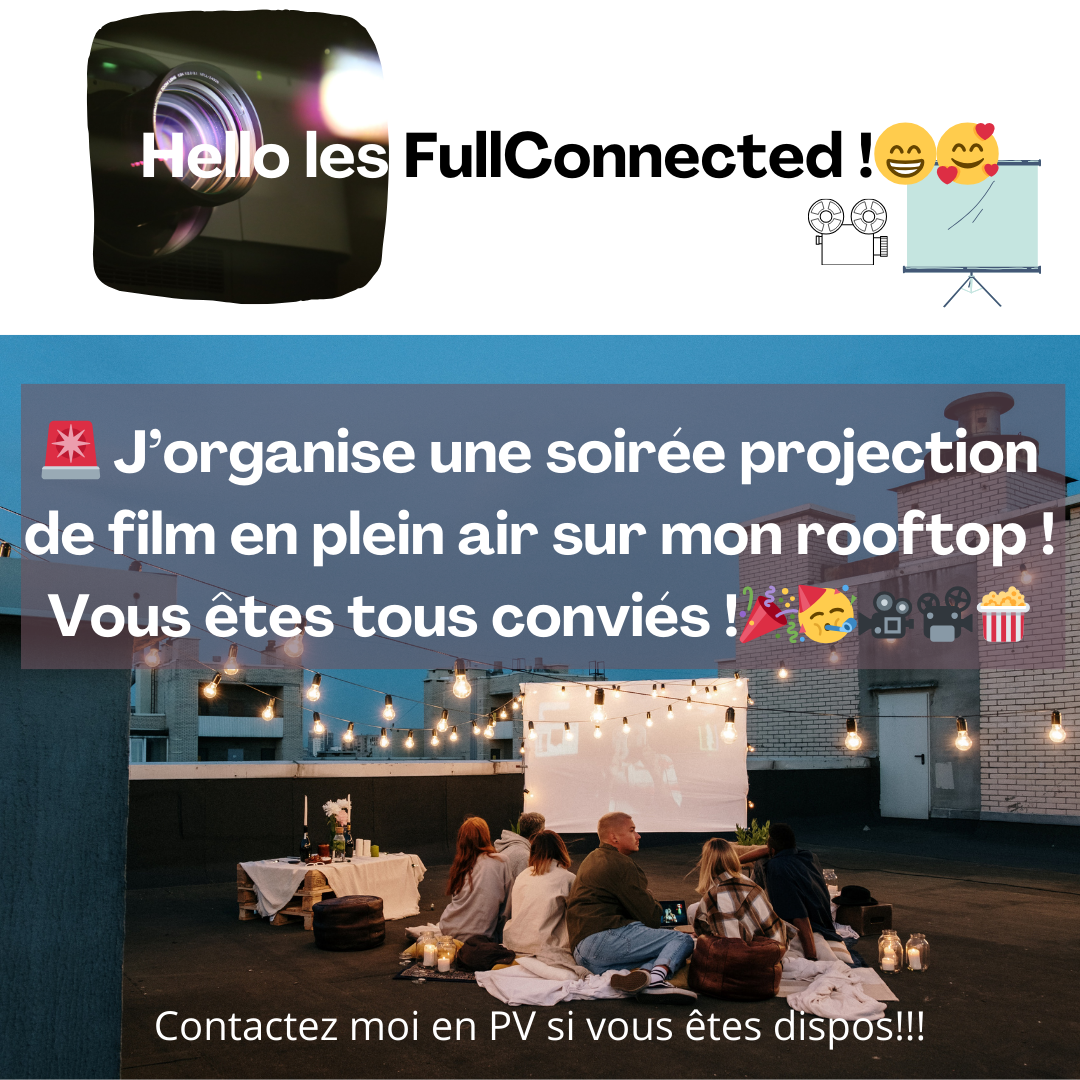 Hello les FullConnected !😁🥰
🚨 J’organise une soirée projection
de film en plein air sur mon rooftop !
Vous êtes tous conviés !🎉🥳🎥📽🍿
Contactez moi en PV si vous êtes dispos!!!